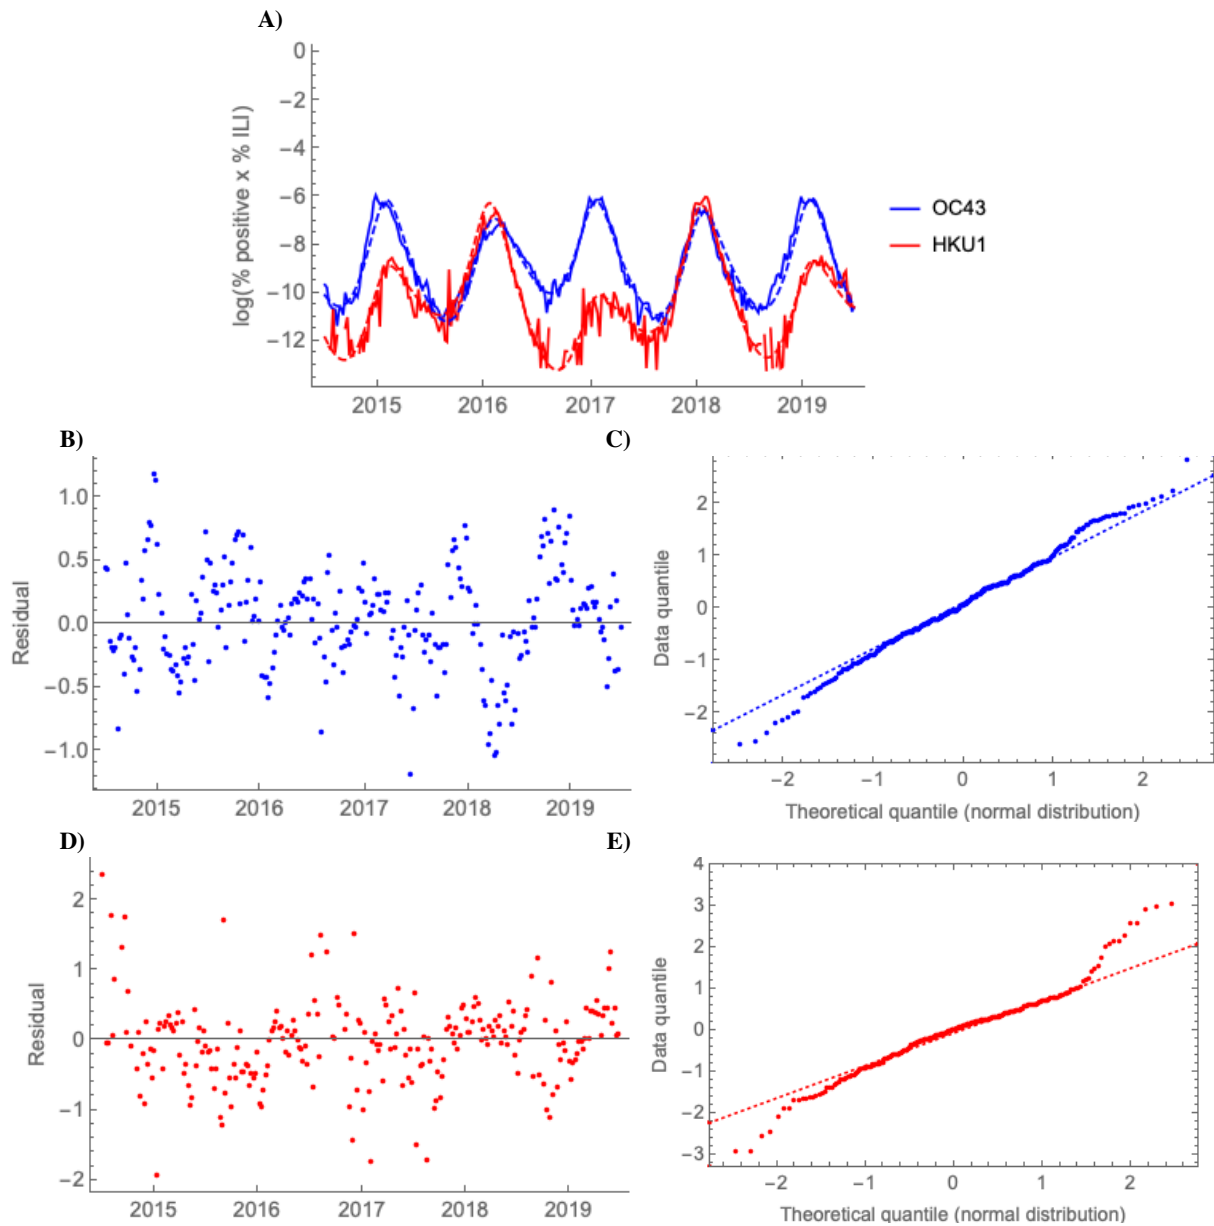 A)
log(% positive x % ILI)
0
−2
−4
−6
−8
−10
−12
2015 2016 2017 2018 2019
OC43
HKU1
B)
Residual
1.0
0.5
0.0
−0.5
−1.0
2015 2016 2017 2018 2019
C)
Data quantile
2
1
0
−1
−2
−2 −1 0 1 2
Theoretical quantile (normal distribution)
D)
Residual
2
1
0
−1
−2
2015 2016 2017 2018 2019
E)
Data quantile
4
3
2
1
0
−1
−2
−3
−2 −1 0 1 2
Theoretical quantile (normal distribution)